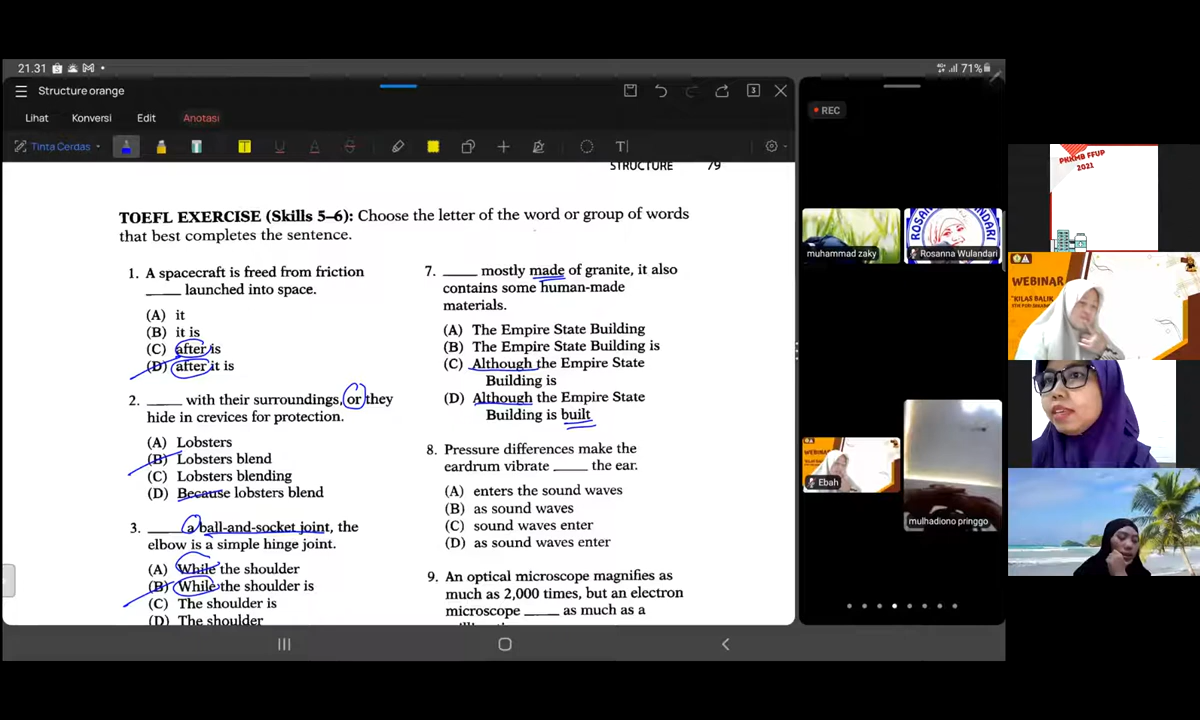 21.31
71%
Structure orange
3
Lihat
Konversi
Edit
Anotasi
Tinta Cerdas
STRUCTURE 79
TOEFL EXERCISE (Skills 5–6): Choose the letter of the word or group of words
that best completes the sentence.
1. A spacecraft is freed from friction
_____ launched into space.
(A) it
(B) it is
(C) after is
(D) after it is
2. _____ with their surroundings, or they
hide in crevices for protection.
(A) Lobsters
(B) Lobsters blend
(C) Lobsters blending
(D) Because lobsters blend
3. _____ a ball-and-socket joint, the
elbow is a simple hinge joint.
(A) While the shoulder
(B) While the shoulder is
(C) The shoulder is
(D) The shoulder
7. _____ mostly made of granite, it also
contains some human-made
materials.
(A) The Empire State Building
(B) The Empire State Building is
(C) Although the Empire State
Building is
(D) Although the Empire State
Building is built
8. Pressure differences make the
eardrum vibrate _____ the ear.
(A) enters the sound waves
(B) as sound waves
(C) sound waves enter
(D) as sound waves enter
9. An optical microscope magnifies as
much as 2,000 times, but an electron
microscope _____ as much as a
REC
muhammad zaky
Rosanna Wulandari
Ebah
mulhadiono pringgo
PKKMB FFUP
2021
WEBINAR
"KILAS BALIK